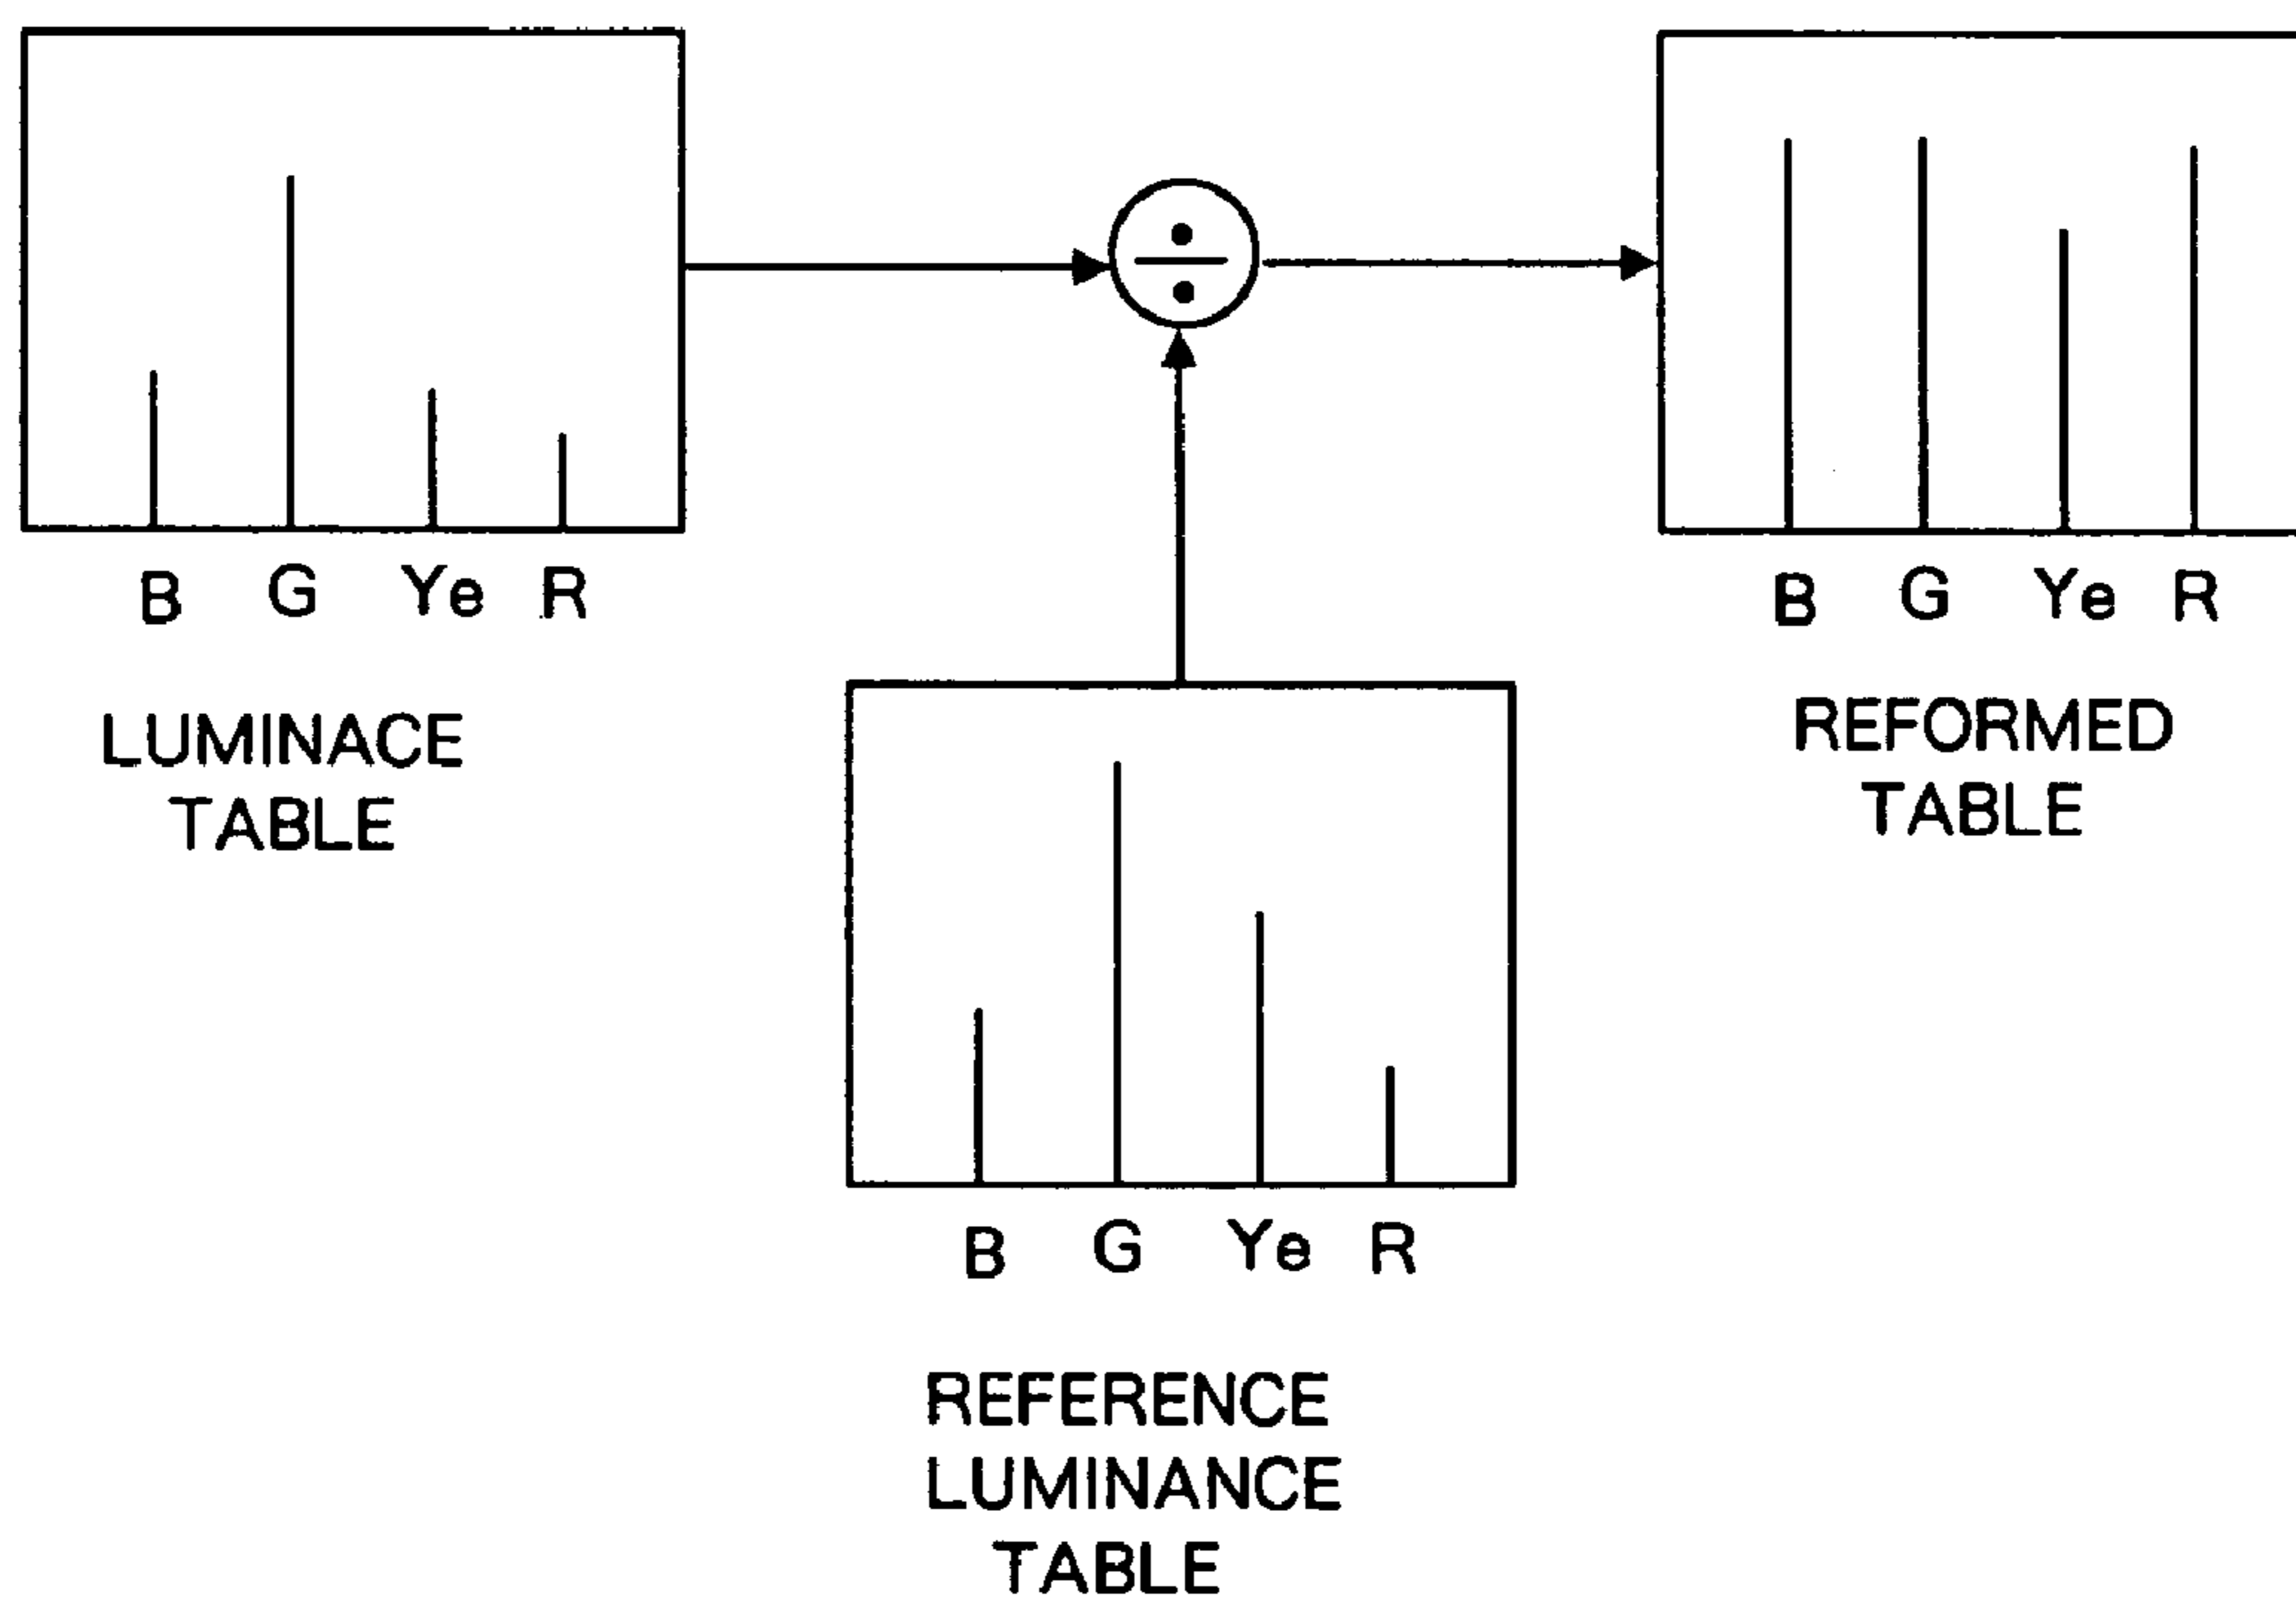 B G Ye R
LUMINACE
TABLE
B G Ye R
REFORMED
TABLE
B G Ye R
REFERENCE
LUMINANCE
TABLE